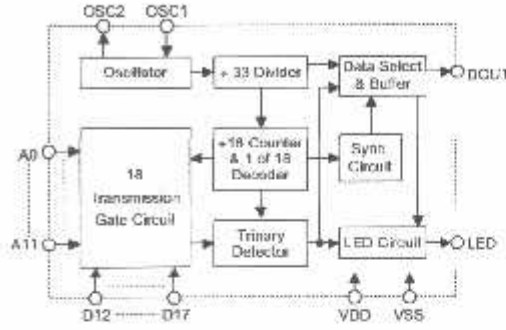 OSC2 OSC1
Oscillator
÷ 33 Divider
Data Select
& Buffer
DOUT
A0
18
Transmission
Gate Circuit
÷18 Counter
& 1 of 18
Decoder
Sync
Circuit
A11
Trinary
Detector
LED Circuit
LED
D12
D17
VDD
VSS